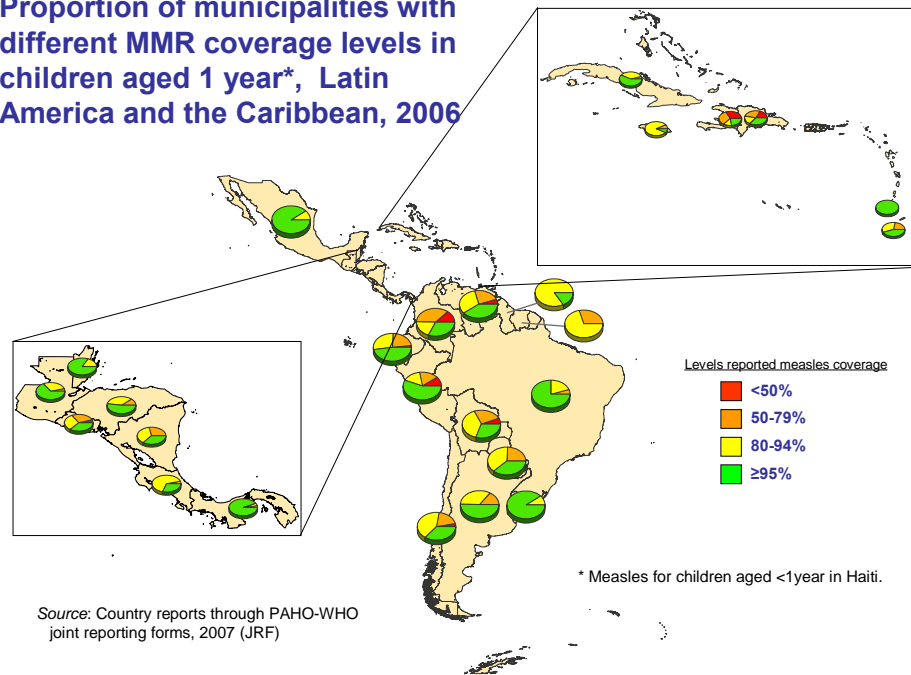 Proportion of municipalities with
different MMR coverage levels in
children aged 1 year*, Latin
America and the Caribbean, 2006
Levels reported measles coverage
<50%
50-79%
80-94%
≥95%
* Measles for children aged <1year in Haiti.
Source: Country reports through PAHO-WHO
joint reporting forms, 2007 (JRF)